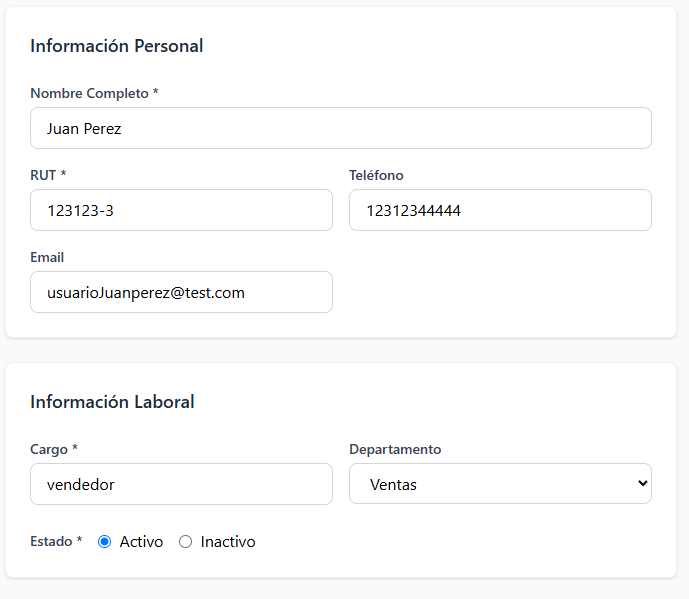 Información Personal
Nombre Completo *
Juan Perez
RUT * Teléfono
123123-3 12312344444
Email
usuarioJuanperez@test.com
Información Laboral
Cargo * Departamento
vendedor Ventas
Estado * Activo Inactivo